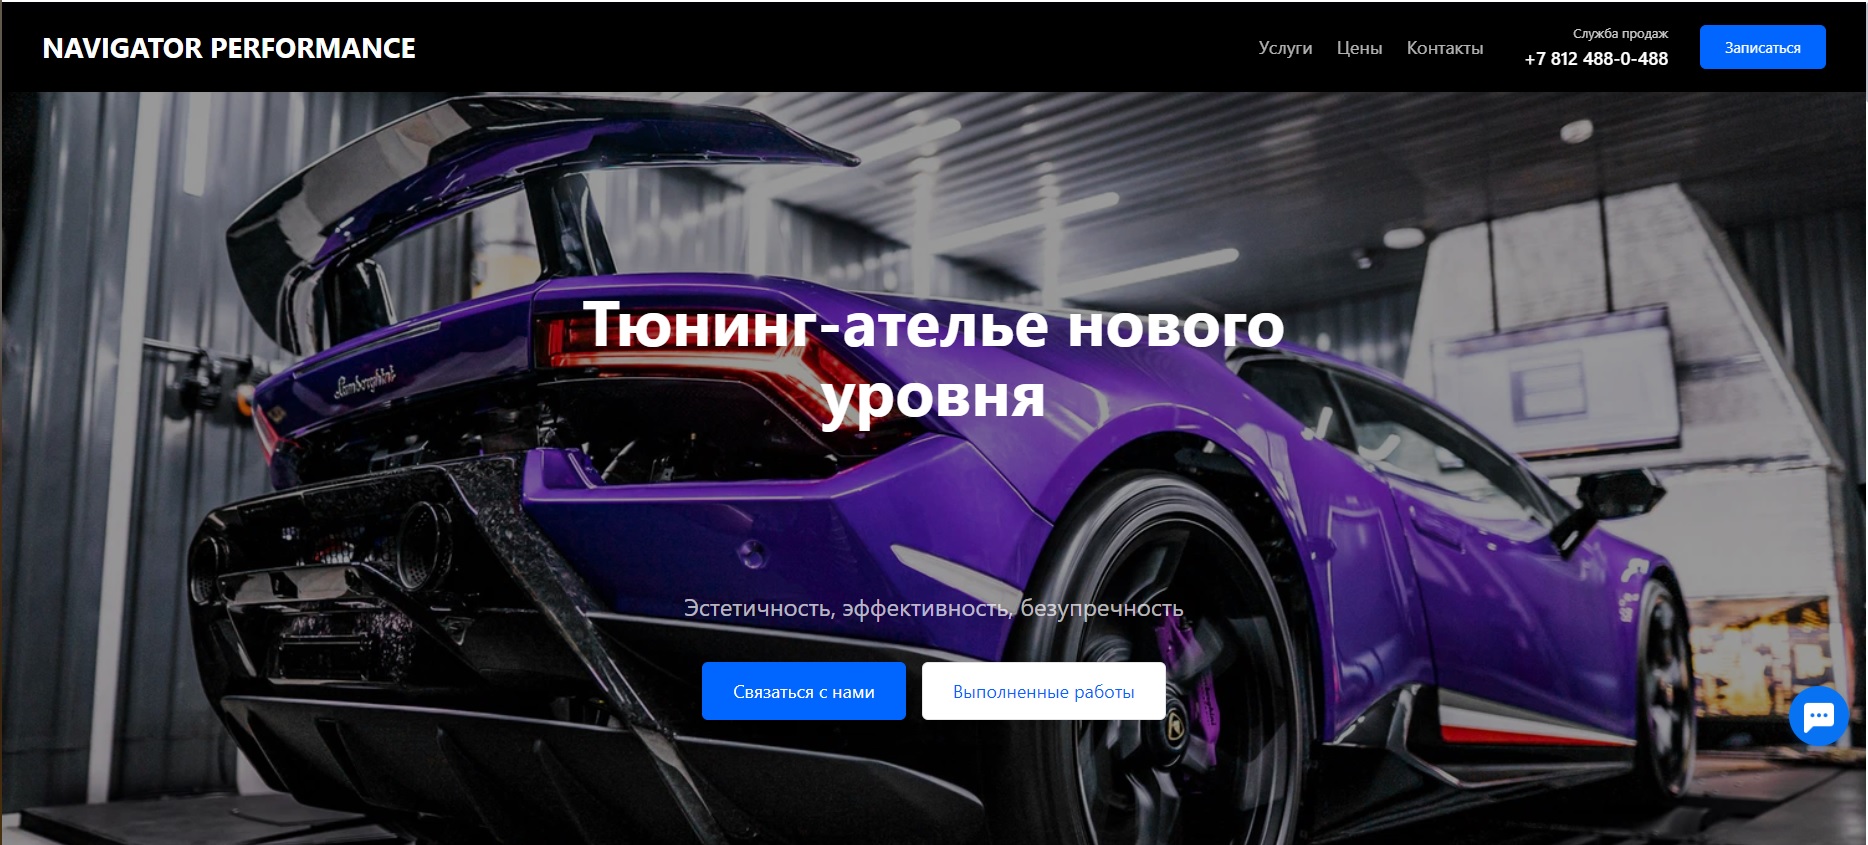 NAVIGATOR PERFORMANCE
Услуги Цены Контакты
Служба продаж
+7 812 488-0-488
Записаться
Lamborghini
Тюнинг-ателье нового
уровня
Эстетичность, эффективность, безупречность
Связаться с нами
Выполненные работы